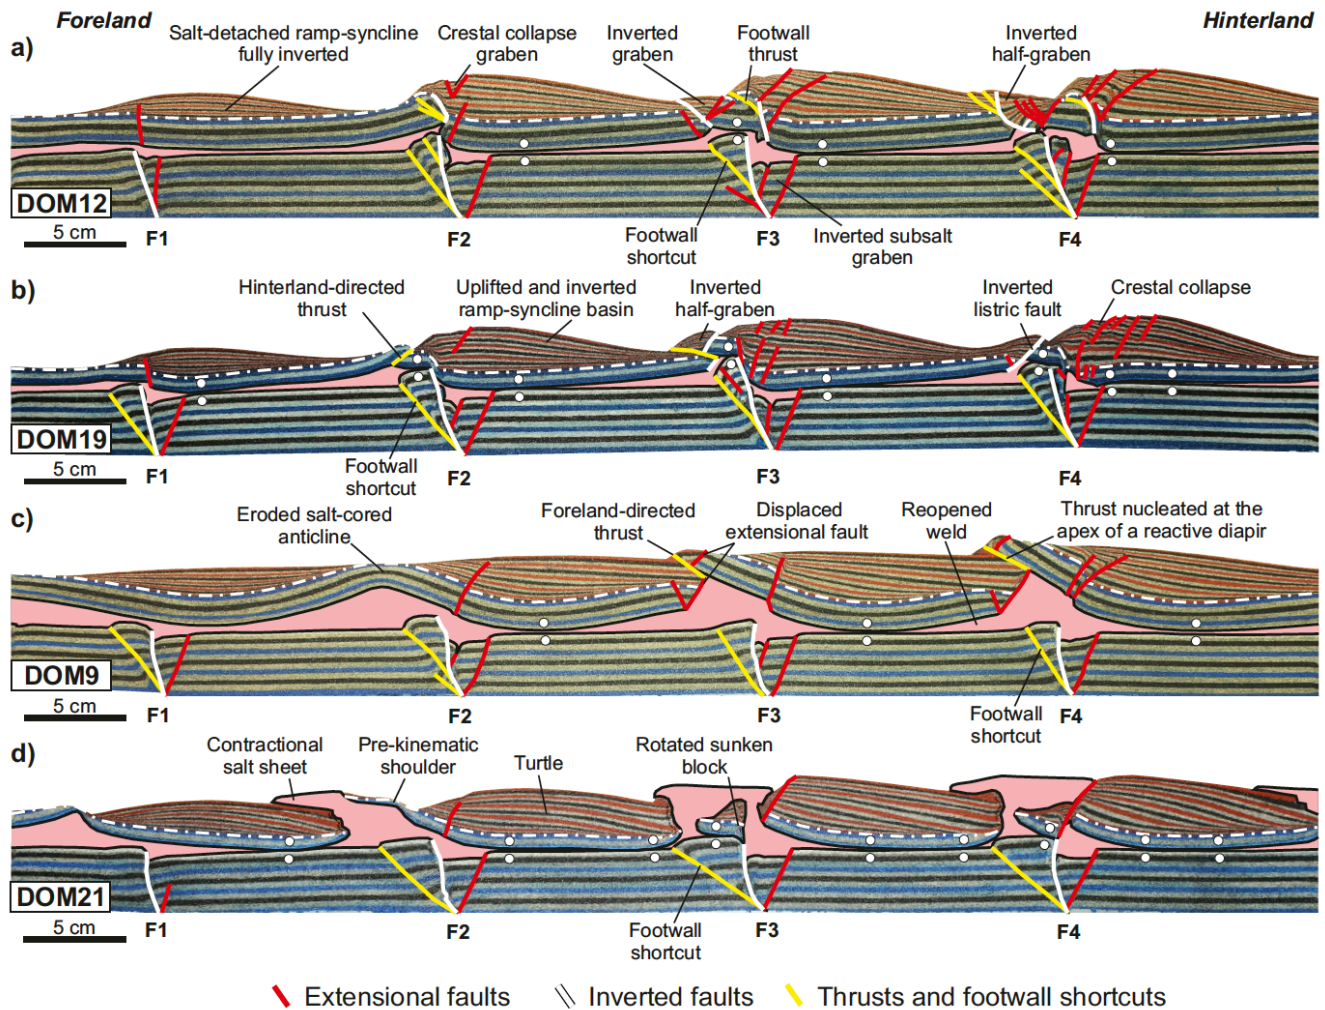 Foreland
Hinterland
a)
Salt-detached ramp-syncline
fully inverted
Crestal collapse
graben
Inverted
graben
Footwall
thrust
Inverted
half-graben
DOM12
5 cm
Footwall
shortcut
Inverted subsalt
graben
F1
F2
F3
F4
b)
Hinterland-directed
thrust
Uplifted and inverted
ramp-syncline basin
Inverted
half-graben
Inverted
listric fault
Crestal collapse
DOM19
5 cm
Footwall
shortcut
F1
F2
F3
F4
c)
Eroded salt-cored
anticline
Foreland-directed
thrust
Displaced
extensional fault
Reopened
weld
Thrust nucleated at the
apex of a reactive diapir
DOM9
5 cm
Footwall
shortcut
F1
F2
F3
F4
d)
Contractional
salt sheet
Pre-kinematic
shoulder
Turtle
Rotated sunken
block
DOM21
5 cm
Footwall
shortcut
F1
F2
F3
F4
Extensional faults
Inverted faults
Thrusts and footwall shortcuts